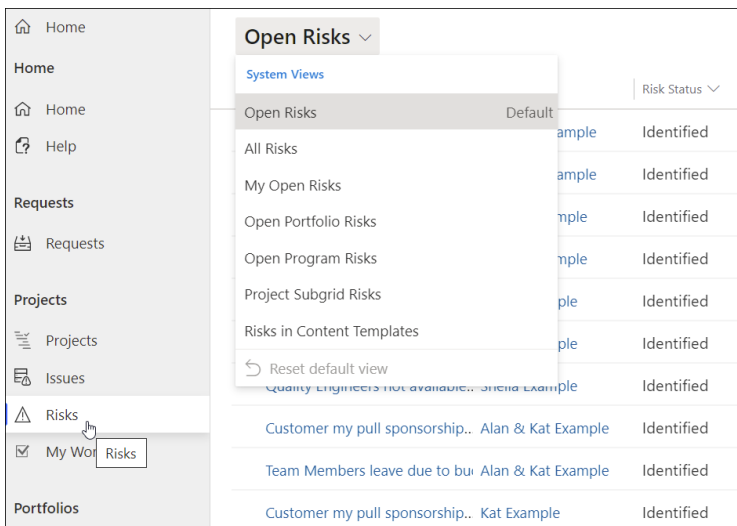 Home
Home
Home
Help
Requests
Requests
Projects
Projects
Issues
Risks
My Wor
Risks
Portfolios
Open Risks
System Views
Open Risks Default
All Risks
My Open Risks
Open Portfolio Risks
Open Program Risks
Project Subgrid Risks
Risks in Content Templates
Reset default view
Risk Status
ample Identified
ample Identified
mple Identified
mple Identified
ple Identified
ple Identified
Quality Engineers not available.. Sheila Example Identified
Customer my pull sponsorship... Alan & Kat Example Identified
Team Members leave due to bu Alan & Kat Example Identified
Customer my pull sponsorship... Kat Example Identified